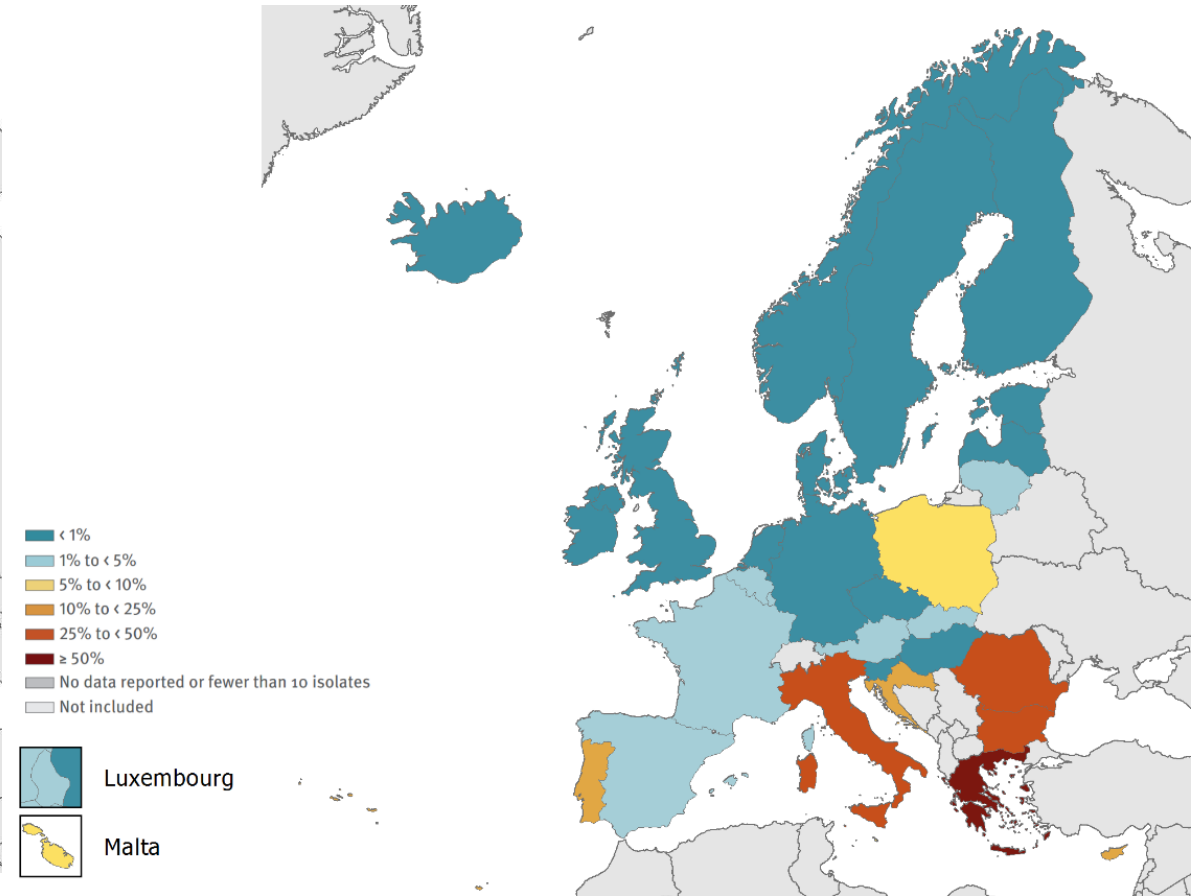 < 1%
1% to < 5%
5% to < 10%
10% to < 25%
25% to < 50%
≥ 50%
No data reported or fewer than 10 isolates
Not included
Luxembourg
Malta